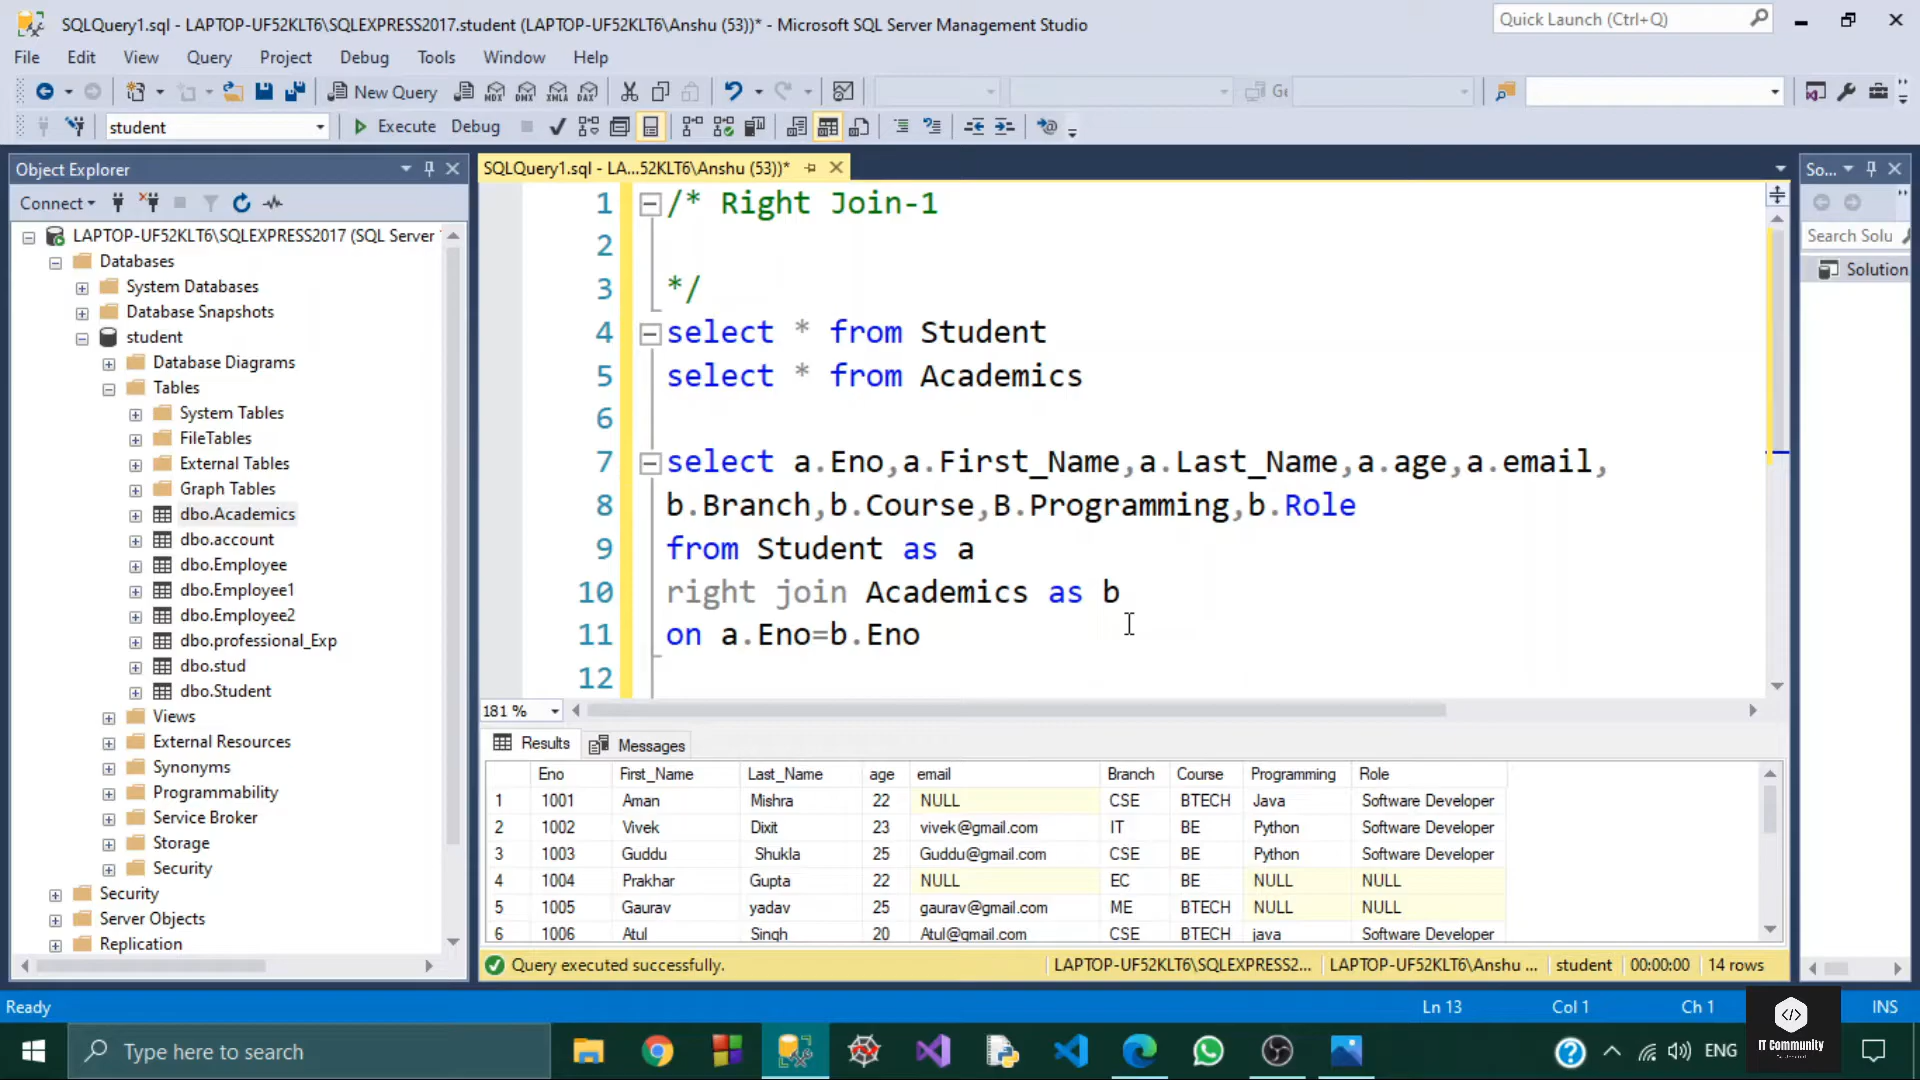 SQLQuery1.sql - LAPTOP-UF52KLT6\SQLEXPRESS2017.student (LAPTOP-UF52KLT6\Anshu (53))* - Microsoft SQL Server Management Studio
Quick Launch (Ctrl+Q)
File Edit View Query Project Debug Tools Window Help
New Query
student Execute Debug
Object Explorer
Connect
LAPTOP-UF52KLT6\SQLEXPRESS2017 (SQL Server
Databases
System Databases
Database Snapshots
student
Database Diagrams
Tables
System Tables
FileTables
External Tables
Graph Tables
dbo.Academics
dbo.account
dbo.Employee
dbo.Employee1
dbo.Employee2
dbo.professional_Exp
dbo.stud
dbo.Student
Views
External Resources
Synonyms
Programmability
Service Broker
Storage
Security
Security
Server Objects
Replication
SQLQuery1.sql - LA...52KLT6\Anshu (53))*
1 /* Right Join-1
2
3 */
4 select * from Student
5 select * from Academics
6
7 select a.Eno,a.First_Name,a.Last_Name,a.age,a.email,
8 b.Branch,b.Course,B.Programming,b.Role
9 from Student as a
10 right join Academics as b
11 on a.Eno=b.Eno
12
181 %
Results Messages
Eno First_Name Last_Name age email Branch Course Programming Role
1 1001 Aman Mishra 22 NULL CSE BTECH Java Software Developer
2 1002 Vivek Dixit 23 vivek@gmail.com IT BE Python Software Developer
3 1003 Guddu Shukla 25 Guddu@gmail.com CSE BE Python Software Developer
4 1004 Prakhar Gupta 22 NULL EC BE NULL NULL
5 1005 Gaurav yadav 25 gaurav@gmail.com ME BTECH NULL NULL
6 1006 Atul Singh 20 Atul@gmail.com CSE BTECH java Software Developer
Query executed successfully. LAPTOP-UF52KLT6\SQLEXPRESS2... LAPTOP-UF52KLT6\Anshu ... student 00:00:00 14 rows
So...
Search Solu
Solution
Ready Ln 13 Col 1 Ch 1 INS
Type here to search
ENG
IT Community